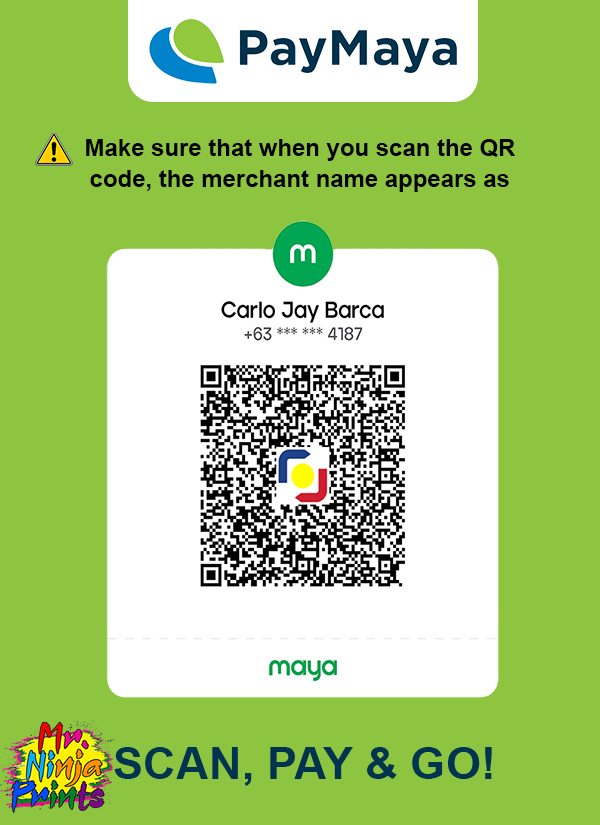 PayMaya
Make sure that when you scan the QR
code, the merchant name appears as
m
Carlo Jay Barca
+63 *** *** 4187
maya
Mr.
Ninja
Prints
SCAN, PAY & GO!